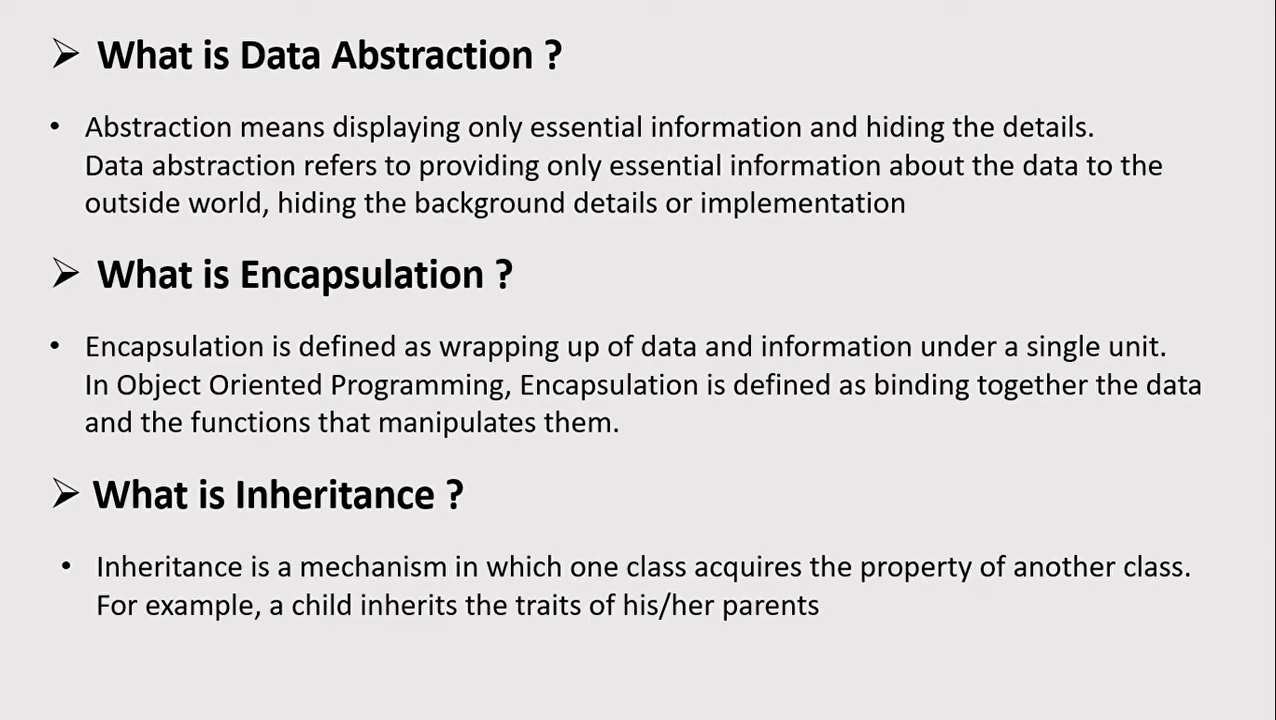 ➢ What is Data Abstraction ?
• Abstraction means displaying only essential information and hiding the details.
Data abstraction refers to providing only essential information about the data to the
outside world, hiding the background details or implementation
➢ What is Encapsulation ?
• Encapsulation is defined as wrapping up of data and information under a single unit.
In Object Oriented Programming, Encapsulation is defined as binding together the data
and the functions that manipulates them.
➢ What is Inheritance ?
• Inheritance is a mechanism in which one class acquires the property of another class.
For example, a child inherits the traits of his/her parents